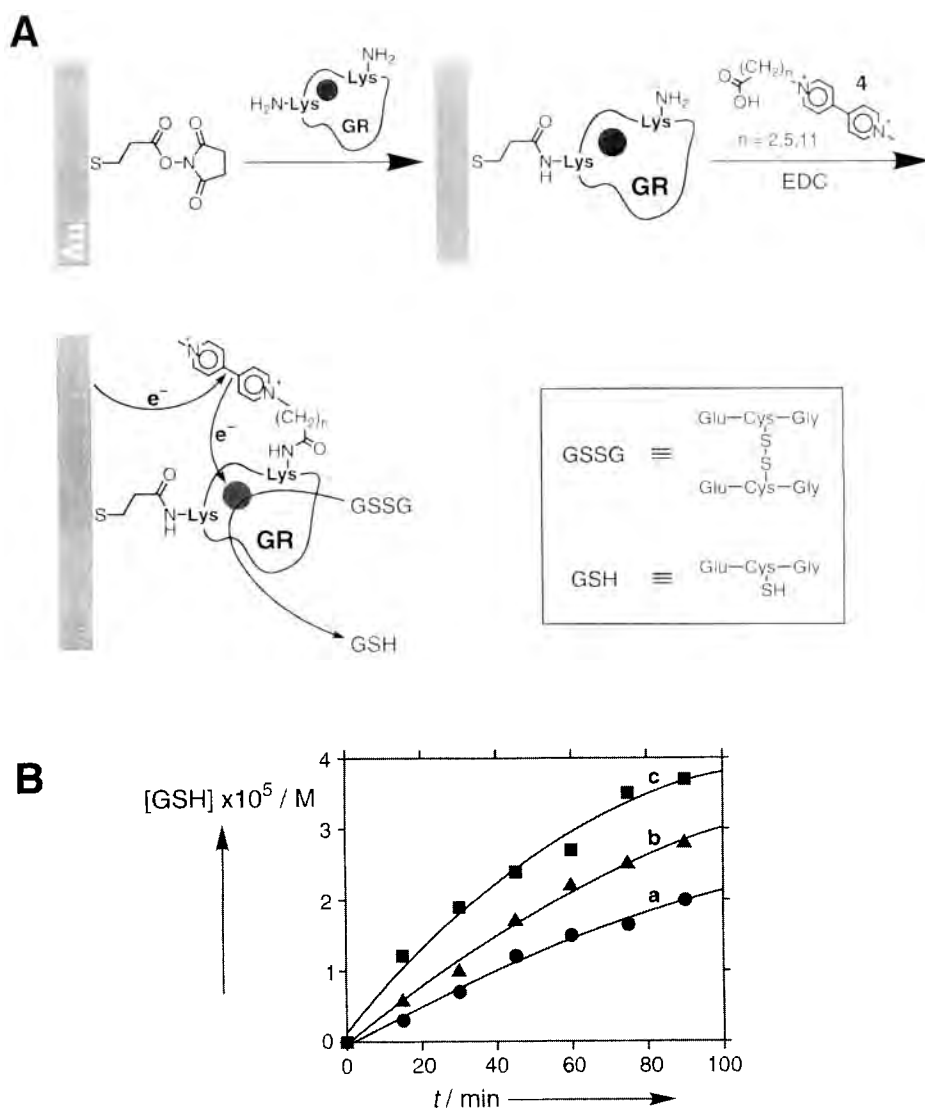 A
NH₂
H₂N-Lys
Lys
GR
S
O
O
O
N
O
NH₂
Lys
O
S
N
H
Lys
GR
(CH₂)n
O
OH
4
N⁺
N⁺
n = 2,5,11
EDC
N⁺
N⁺
e⁻
e⁻
(CH₂)n
HN
O
Lys
O
S
N
H
Lys
GR
GSSG
GSH
GSSG ≡
Glu—Cys—Gly
S
S
Glu—Cys—Gly
GSH ≡
Glu—Cys—Gly
SH
B
[GSH] x10⁵ / M
4
3
2
1
0
c
b
a
0 20 40 60 80 100
t / min